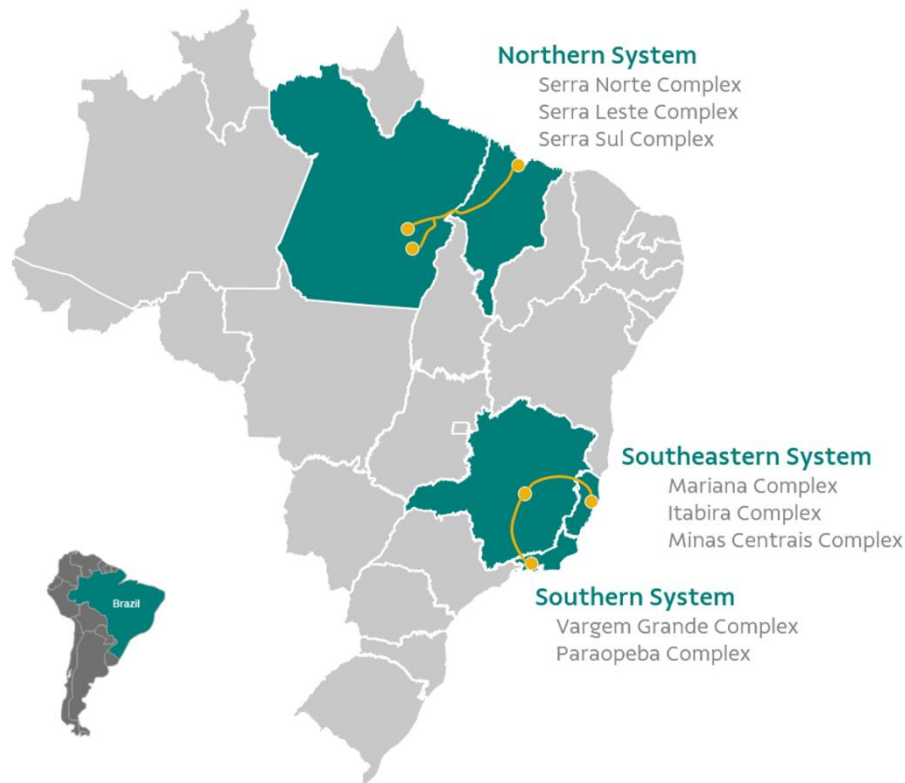 Northern System
Serra Norte Complex
Serra Leste Complex
Serra Sul Complex
Southeastern System
Mariana Complex
Itabira Complex
Minas Centrais Complex
Southern System
Vargem Grande Complex
Paraopeba Complex
Brazil